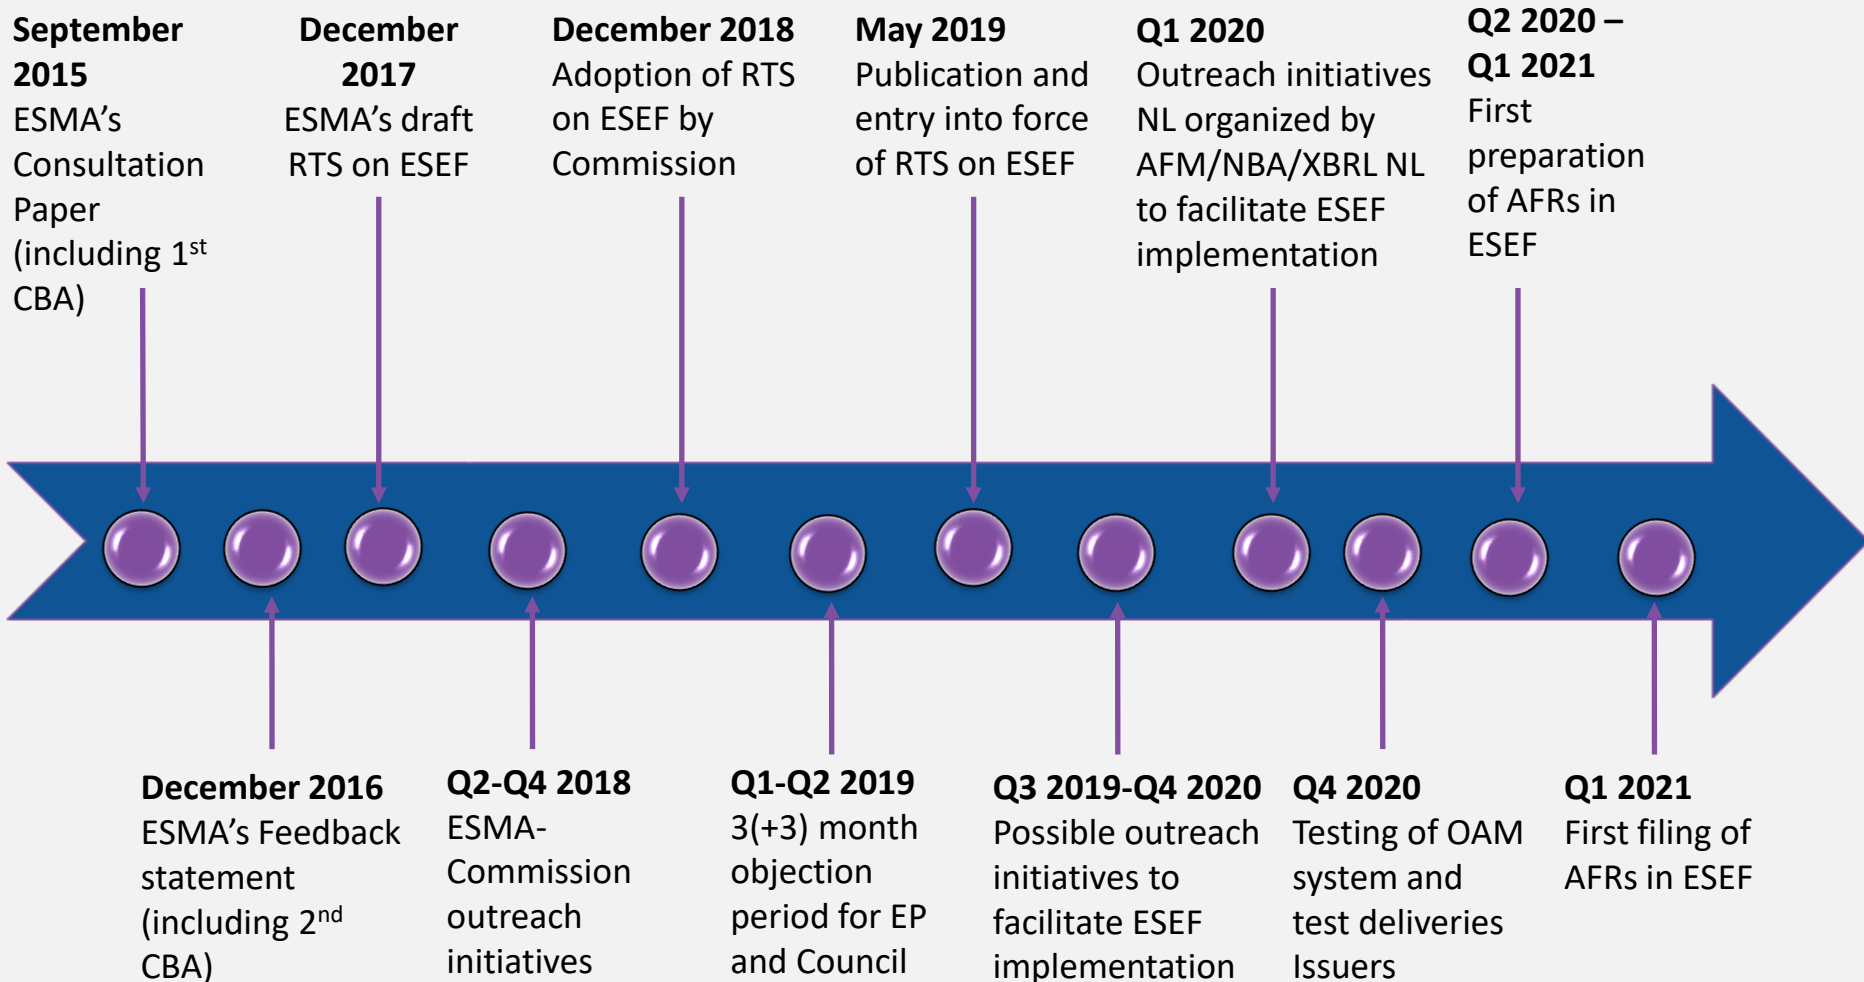 September
2015
ESMA’s
Consultation
Paper
(including 1st
CBA)
December
2017
ESMA’s draft
RTS on ESEF
December 2018
Adoption of RTS
on ESEF by
Commission
May 2019
Publication and
entry into force
of RTS on ESEF
Q1 2020
Outreach initiatives
NL organized by
AFM/NBA/XBRL NL
to facilitate ESEF
implementation
Q2 2020 –
Q1 2021
First
preparation
of AFRs in
ESEF
December 2016
ESMA’s Feedback
statement
(including 2nd
CBA)
Q2-Q4 2018
ESMA-
Commission
outreach
initiatives
Q1-Q2 2019
3(+3) month
objection
period for EP
and Council
Q3 2019-Q4 2020
Possible outreach
initiatives to
facilitate ESEF
implementation
Q4 2020
Testing of OAM
system and
test deliveries
Issuers
Q1 2021
First filing of
AFRs in ESEF